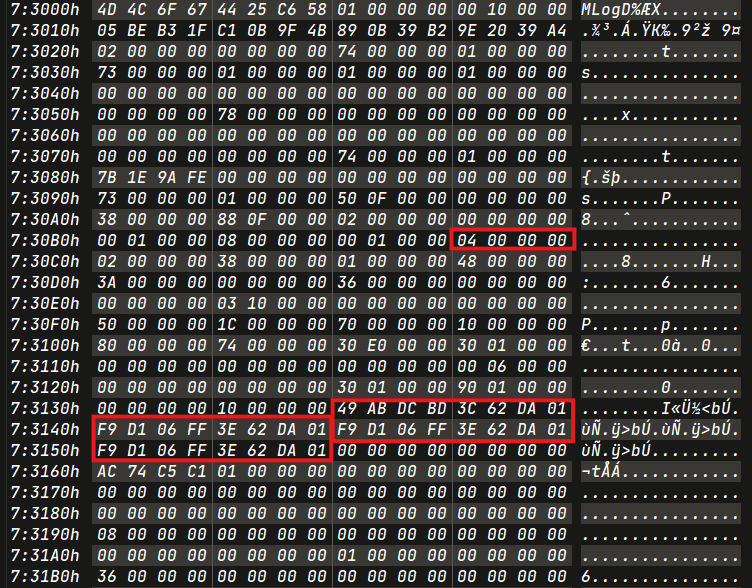 7:3000h 4D 4C 6F 67 44 25 C6 58 01 00 00 00 00 10 00 00 MLogD%ÆX........
7:3010h 05 BE B3 1F C1 0B 9F 4B 89 0B 39 B2 9E 20 39 A4 .¾³.Á.ŸK‰.9²ž 9¤
7:3020h 02 00 00 00 00 00 00 00 74 00 00 00 01 00 00 00 ........t.......
7:3030h 73 00 00 00 01 00 00 00 01 00 00 00 01 00 00 00 s...............
7:3040h 00 00 00 00 00 00 00 00 00 00 00 00 00 00 00 00 ................
7:3050h 00 00 00 00 78 00 00 00 00 00 00 00 00 00 00 00 ....x...........
7:3060h 00 00 00 00 00 00 00 00 00 00 00 00 00 00 00 00 ................
7:3070h 00 00 00 00 00 00 00 00 74 00 00 00 01 00 00 00 ........t.......
7:3080h 7B 1E 9A FE 00 00 00 00 00 00 00 00 00 00 00 00 {.šþ............
7:3090h 73 00 00 00 01 00 00 00 50 0F 00 00 00 00 00 00 s.......P.......
7:30A0h 38 00 00 00 88 0F 00 00 02 00 00 00 00 00 00 00 8...ˆ...........
7:30B0h 00 01 00 00 08 00 00 00 00 01 00 00 04 00 00 00 ................
7:30C0h 02 00 00 00 38 00 00 00 01 00 00 00 48 00 00 00 ....8.......H...
7:30D0h 3A 00 00 00 00 00 00 00 36 00 00 00 00 00 00 00 :.......6.......
7:30E0h 00 00 00 00 03 10 00 00 00 00 00 00 00 00 00 00 ................
7:30F0h 50 00 00 00 1C 00 00 00 70 00 00 00 10 00 00 00 P.......p.......
7:3100h 80 00 00 00 74 00 00 00 30 E0 00 00 30 01 00 00 €...t...0à..0...
7:3110h 00 00 00 00 00 00 00 00 00 00 00 00 00 00 06 00 ................
7:3120h 00 00 00 00 00 00 00 00 30 01 00 00 90 01 00 00 ........0.......
7:3130h 00 00 00 00 10 00 00 00 49 AB DC BD 3C 62 DA 01 ........I«Ü½<bÚ.
7:3140h F9 D1 06 FF 3E 62 DA 01 F9 D1 06 FF 3E 62 DA 01 ùÑ.ÿ>bÚ.ùÑ.ÿ>bÚ.
7:3150h F9 D1 06 FF 3E 62 DA 01 00 00 00 00 00 00 00 00 ùÑ.ÿ>bÚ.........
7:3160h AC 74 C5 C1 01 00 00 00 00 00 00 00 00 00 00 00 ¬tÅÁ............
7:3170h 00 00 00 00 00 00 00 00 00 00 00 00 00 00 00 00 ................
7:3180h 00 00 00 00 00 00 00 00 00 00 00 00 00 00 00 00 ................
7:3190h 08 00 00 00 00 00 00 00 00 00 00 00 00 00 00 00 ................
7:31A0h 00 00 00 00 00 00 00 00 01 00 00 00 00 00 00 00 ................
7:31B0h 36 00 00 00 00 00 00 00 00 00 00 00 00 00 00 00 6...............